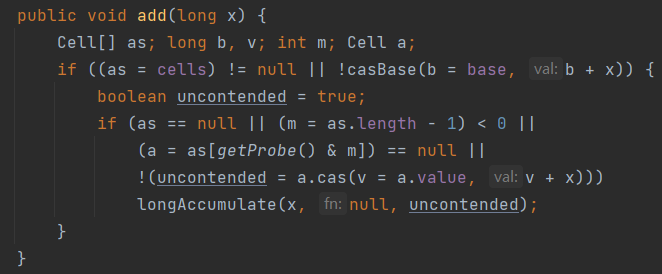 public void add(long x) {
    Cell[] as; long b, v; int m; Cell a;
    if ((as = cells) != null || !casBase(b = base, val: b + x)) {
        boolean uncontended = true;
        if (as == null || (m = as.length - 1) < 0 ||
            (a = as[getProbe() & m]) == null ||
            !(uncontended = a.cas(v = a.value, val: v + x)))
            longAccumulate(x, fn: null, uncontended);
    }
}